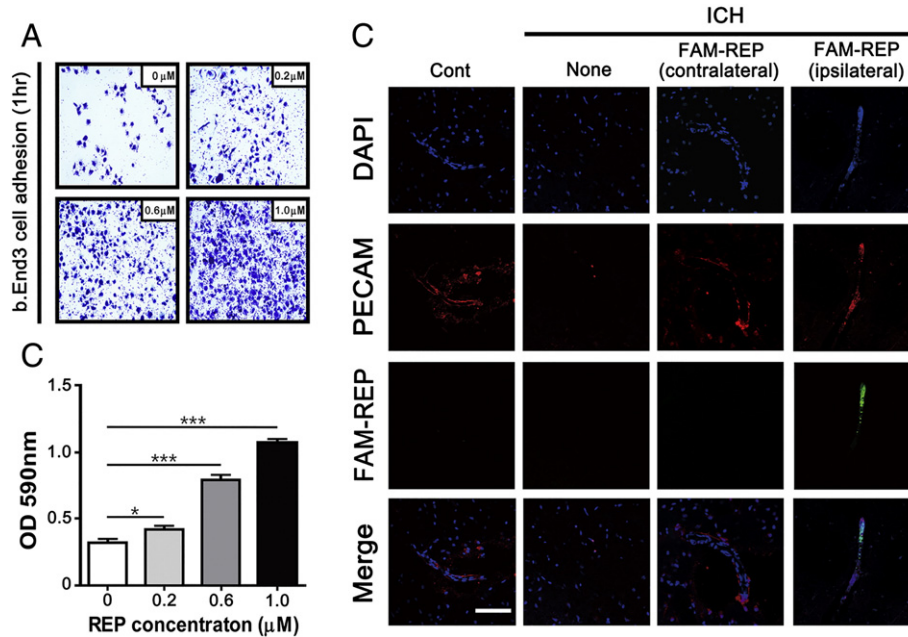 A
b.End3 cell adhesion (1hr)
0 μM
0.2μM
0.6μM
1.0μM
C
OD 590nm
1.5
1.0
0.5
0
***
***
*
0 0.2 0.6 1.0
REP concentraton (μM)
C
ICH
Cont
None
FAM-REP
(contralateral)
FAM-REP
(ipsilateral)
DAPI
PECAM
FAM-REP
Merge